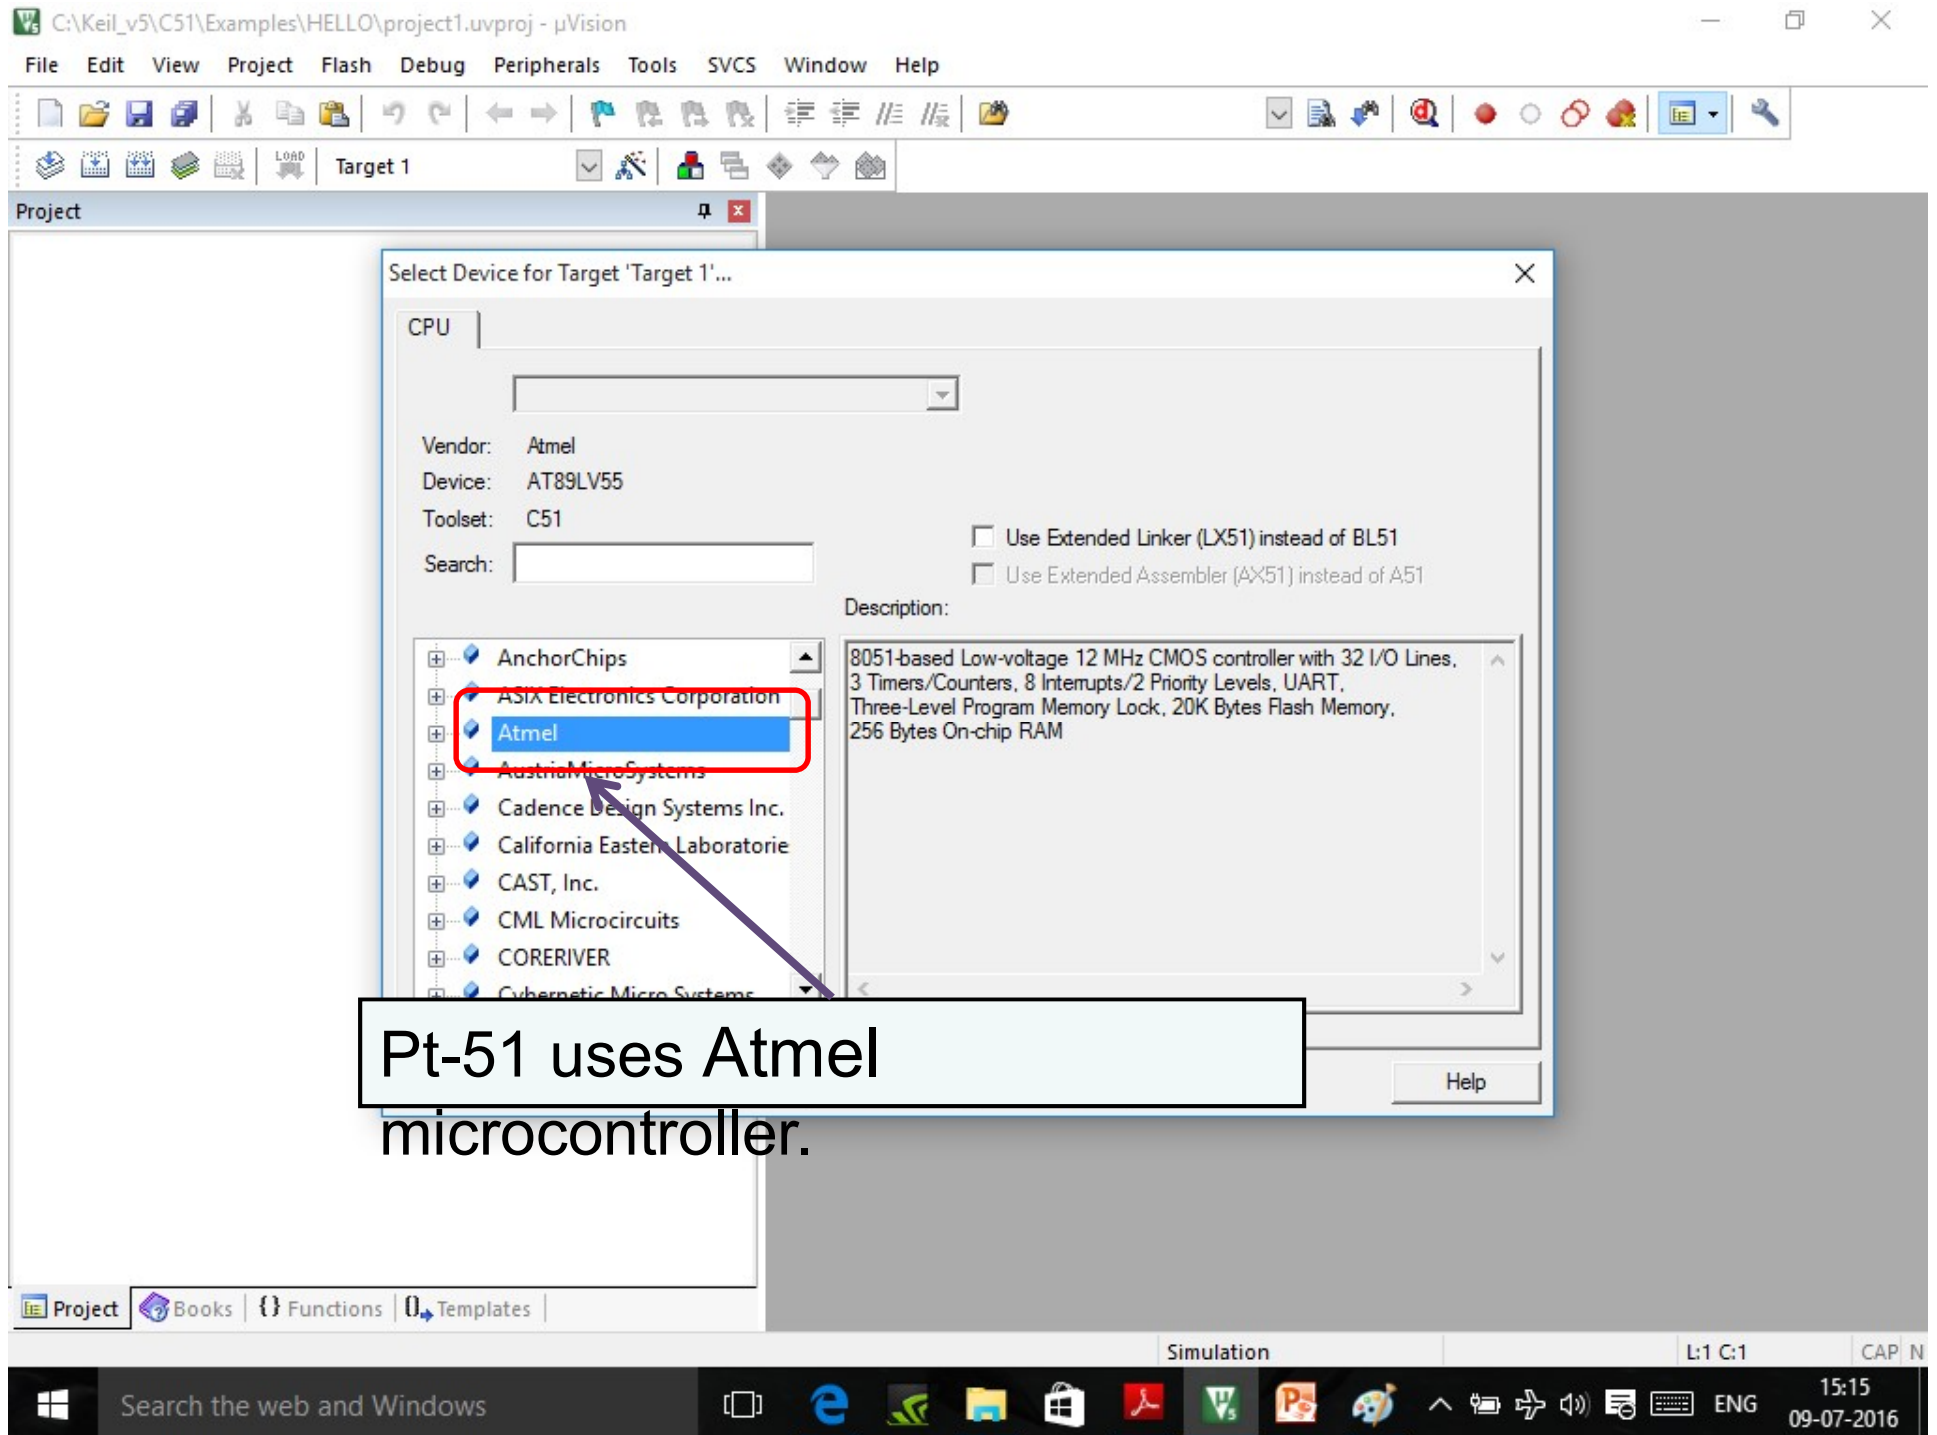 C:\Keil_v5\C51\Examples\HELLO\project1.uvproj - µVision
File Edit View Project Flash Debug Peripherals Tools SVCS Window Help
LOAD Target 1
Project
Select Device for Target 'Target 1'...
CPU
Vendor: Atmel
Device: AT89LV55
Toolset: C51
Use Extended Linker (LX51) instead of BL51
Search:
Use Extended Assembler (AX51) instead of A51
Description:
AnchorChips
ASIX Electronics Corporation
Atmel
AustriaMicroSystems
Cadence Design Systems Inc.
California Eastern Laboratorie
CAST, Inc.
CML Microcircuits
CORERIVER
Cybernetic Micro Systems
8051-based Low-voltage 12 MHz CMOS controller with 32 I/O Lines,
3 Timers/Counters, 8 Interrupts/2 Priority Levels, UART,
Three-Level Program Memory Lock, 20K Bytes Flash Memory,
256 Bytes On-chip RAM
Pt-51 uses Atmel
microcontroller.
Help
Project Books {} Functions Templates
Simulation L:1 C:1 CAP N
Search the web and Windows
ENG
15:15
09-07-2016